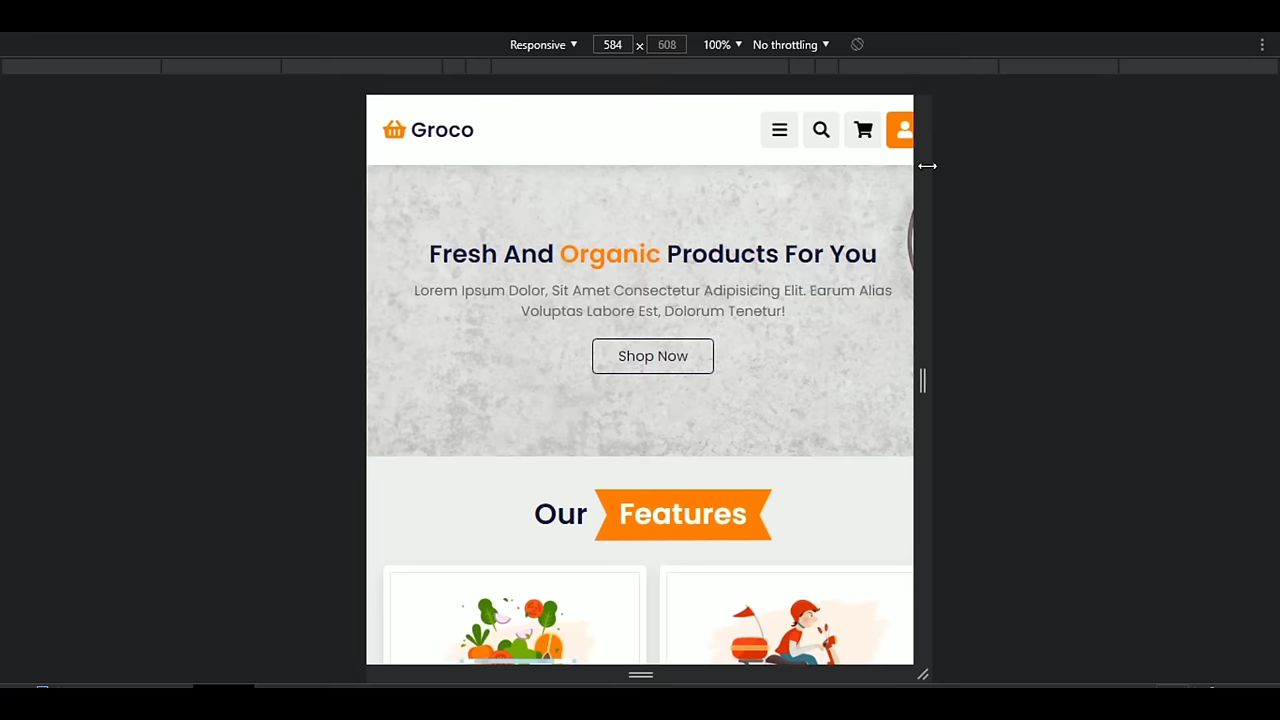 Responsive ▼ 584 × 608 100% ▼ No throttling ▼
Groco
Fresh And Organic Products For You
Lorem Ipsum Dolor, Sit Amet Consectetur Adipisicing Elit. Earum Alias
Voluptas Labore Est, Dolorum Tenetur!
Shop Now
Our Features